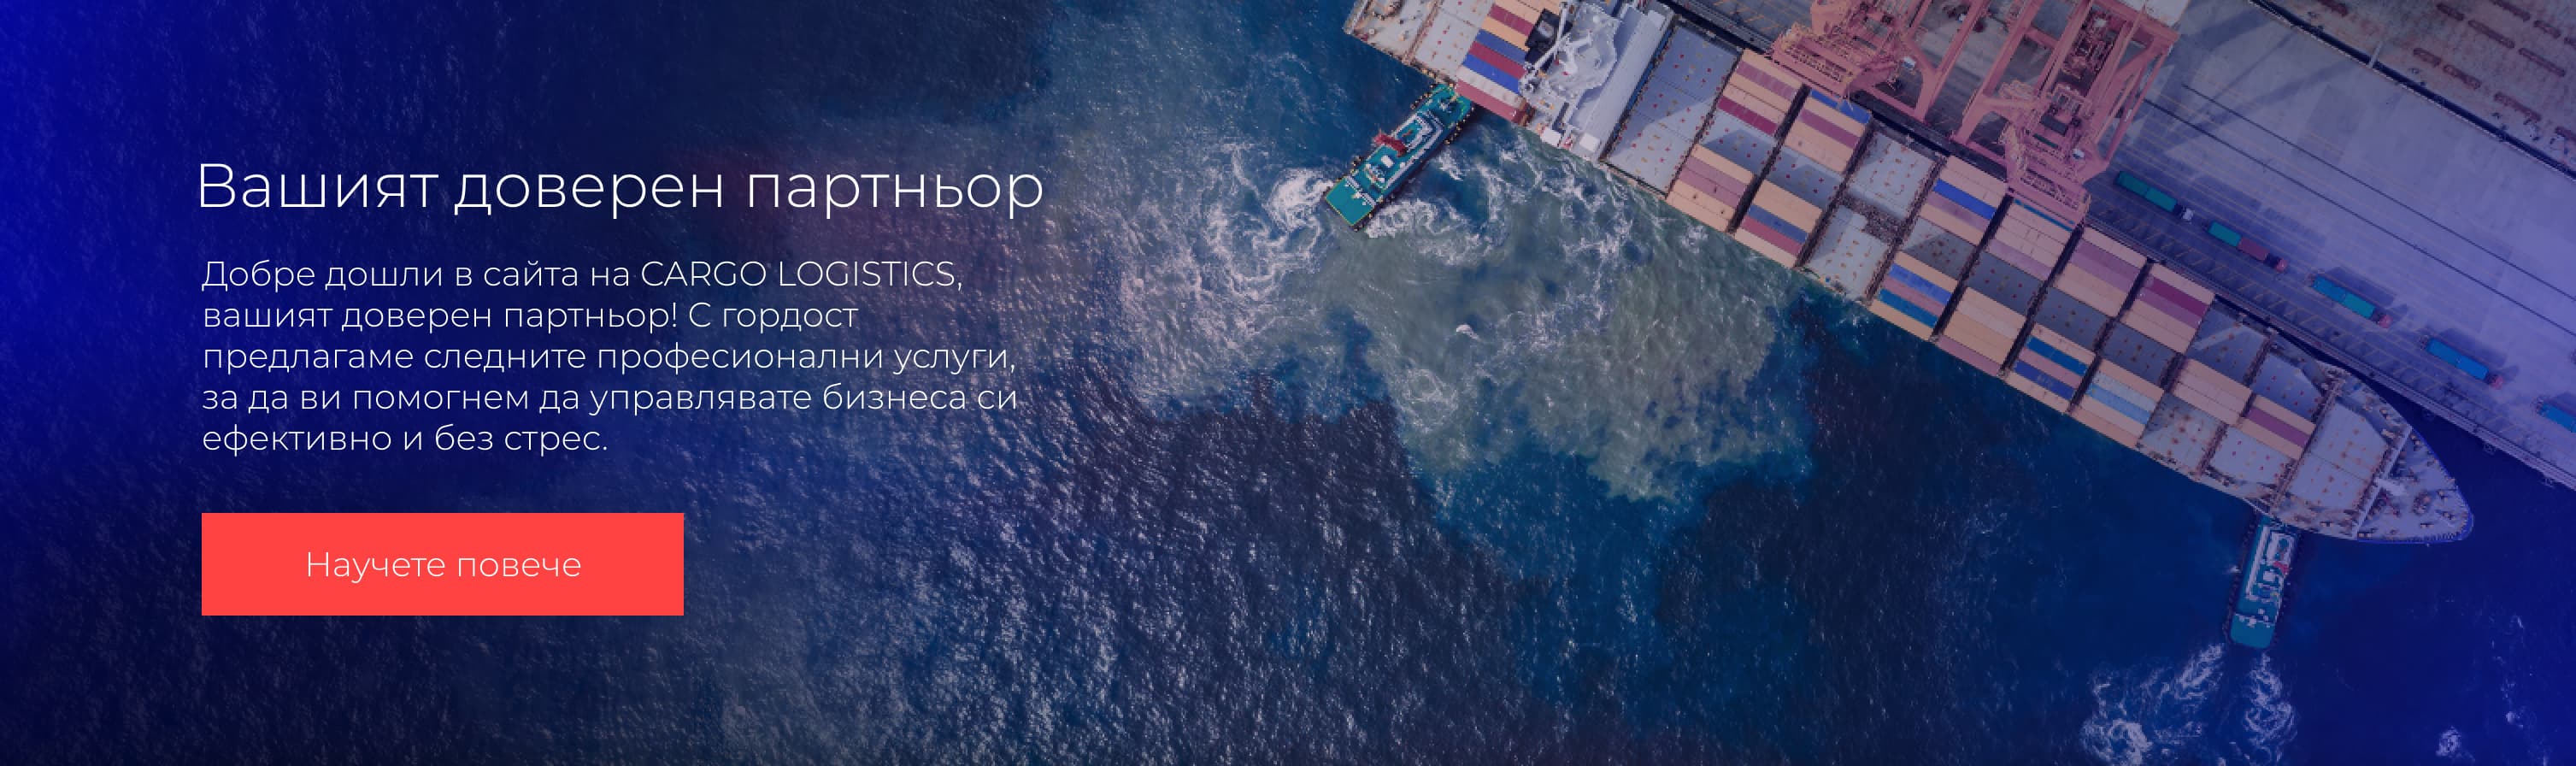 Вашият доверен партньор
Добре дошли в сайта на CARGO LOGISTICS,
вашият доверен партньор! С гордост
предлагаме следните професионални услуги,
за да ви помогнем да управлявате бизнеса си
ефективно и без стрес.
Научете повече